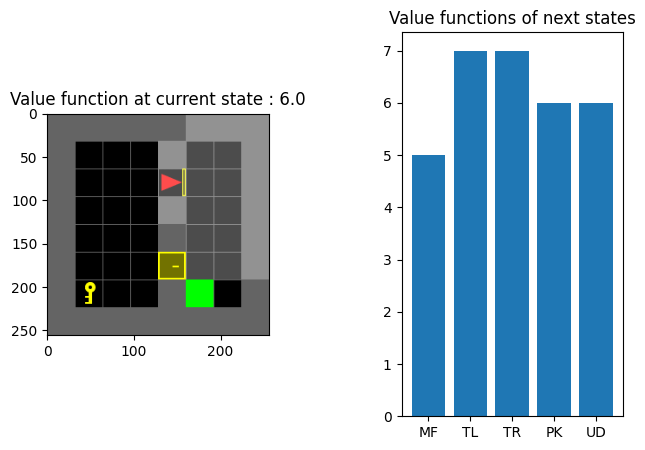 Value function at current state : 6.0
0
50
100
150
200
250
0
100
200
Value functions of next states
7
6
5
4
3
2
1
0
MF
TL
TR
PK
UD